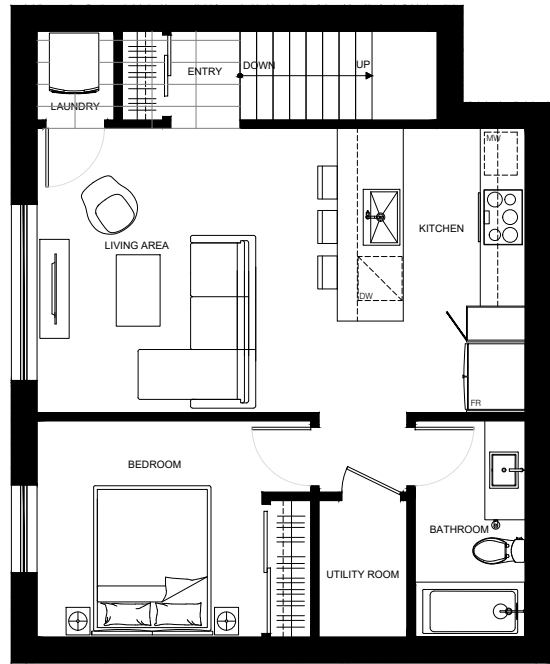 ENTRY
DOWN
UP
LAUNDRY
MW
KITCHEN
LIVING AREA
DW
FR
BEDROOM
BATHROOM
UTILITY ROOM